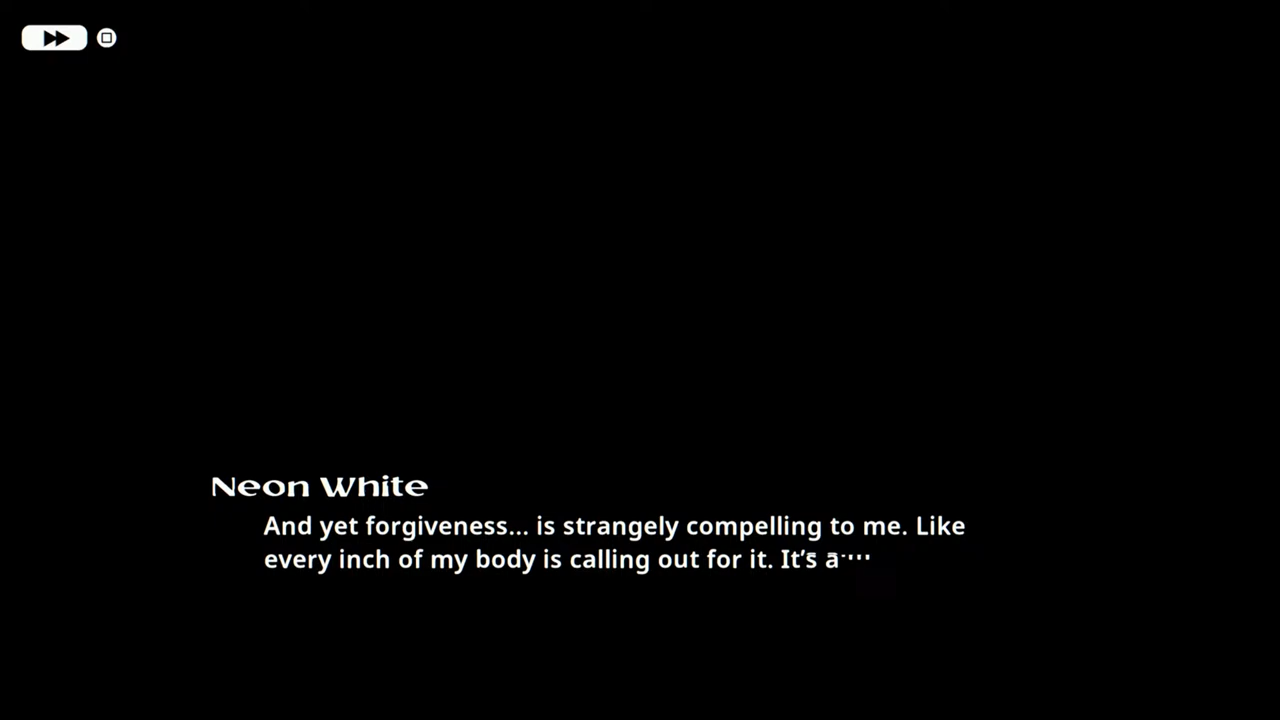 Neon White
And yet forgiveness... is strangely compelling to me. Like
every inch of my body is calling out for it. It’s